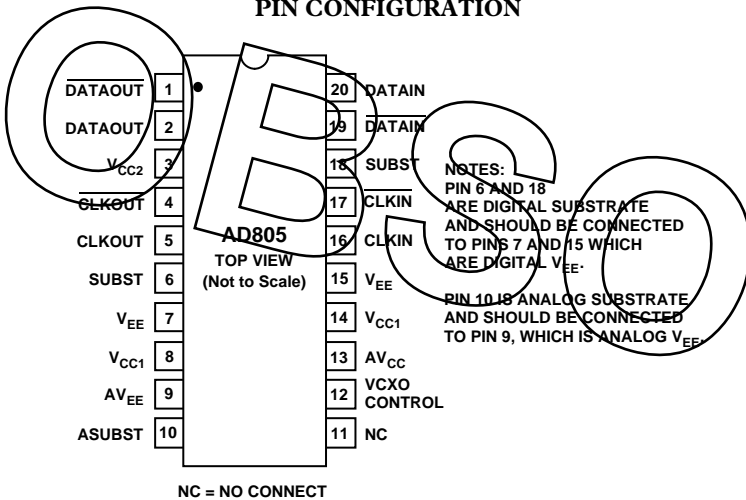 PIN CONFIGURATION
DATAOUT 1
DATAOUT 2
VCC2 3
CLKOUT 4
CLKOUT 5
SUBST 6
VEE 7
VCC1 8
AVEE 9
ASUBST 10
AD805
TOP VIEW
(Not to Scale)
20 DATAIN
19 DATAIN
18 SUBST
17 CLKIN
16 CLKIN
15 VEE
14 VCC1
13 AVCC
12 VCXO
CONTROL
11 NC
NOTES:
PIN 6 AND 18
ARE DIGITAL SUBSTRATE
AND SHOULD BE CONNECTED
TO PINS 7 AND 15 WHICH
ARE DIGITAL VEE.
PIN 10 IS ANALOG SUBSTRATE
AND SHOULD BE CONNECTED
TO PIN 9, WHICH IS ANALOG VEE.
NC = NO CONNECT
OBSO